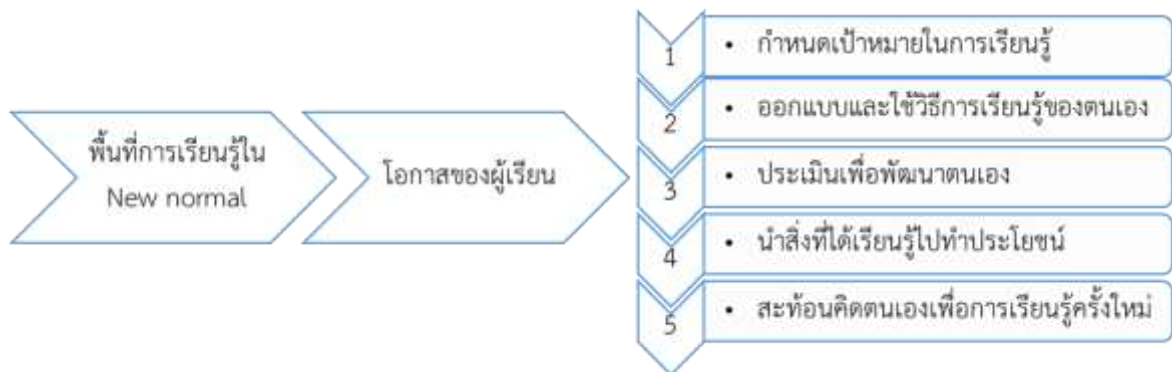 พื้นที่การเรียนรู้ใน
New normal
โอกาสของผู้เรียน
1
• กำหนดเป้าหมายในการเรียนรู้
2
• ออกแบบและใช้วิธีการเรียนรู้ของตนเอง
3
• ประเมินเพื่อพัฒนาตนเอง
4
• นำสิ่งที่ได้เรียนรู้ไปทำประโยชน์
5
• สะท้อนคิดตนเองเพื่อการเรียนรู้ครั้งใหม่